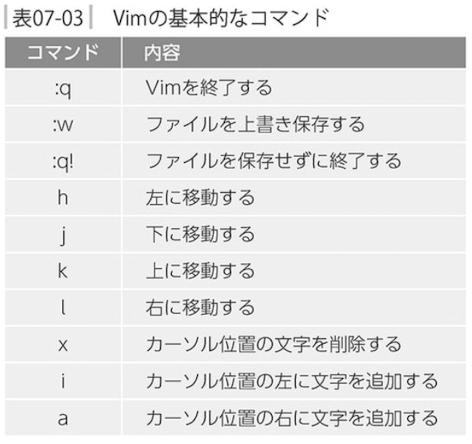 表07-03 Vimの基本的なコマンド
コマンド 内容
:q Vimを終了する
:w ファイルを上書き保存する
:q! ファイルを保存せずに終了する
h 左に移動する
j 下に移動する
k 上に移動する
l 右に移動する
x カーソル位置の文字を削除する
i カーソル位置の左に文字を追加する
a カーソル位置の右に文字を追加する